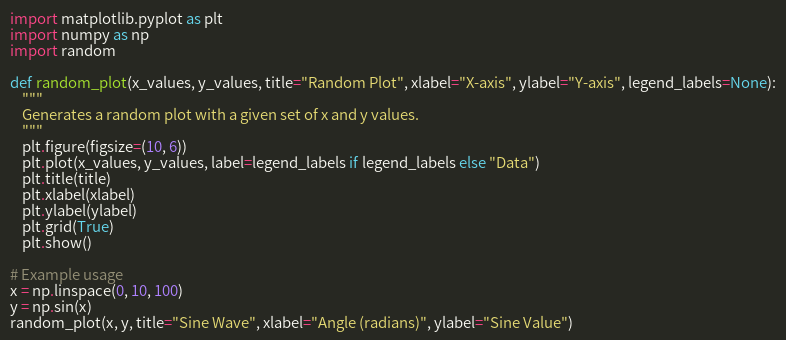 import matplotlib.pyplot as plt
import numpy as np
import random

def random_plot(x_values, y_values, title="Random Plot", xlabel="X-axis", ylabel="Y-axis", legend_labels=None):
    """
    Generates a random plot with a given set of x and y values.
    """
    plt.figure(figsize=(10, 6))
    plt.plot(x_values, y_values, label=legend_labels if legend_labels else "Data")
    plt.title(title)
    plt.xlabel(xlabel)
    plt.ylabel(ylabel)
    plt.grid(True)
    plt.show()

# Example usage
x = np.linspace(0, 10, 100)
y = np.sin(x)
random_plot(x, y, title="Sine Wave", xlabel="Angle (radians)", ylabel="Sine Value")